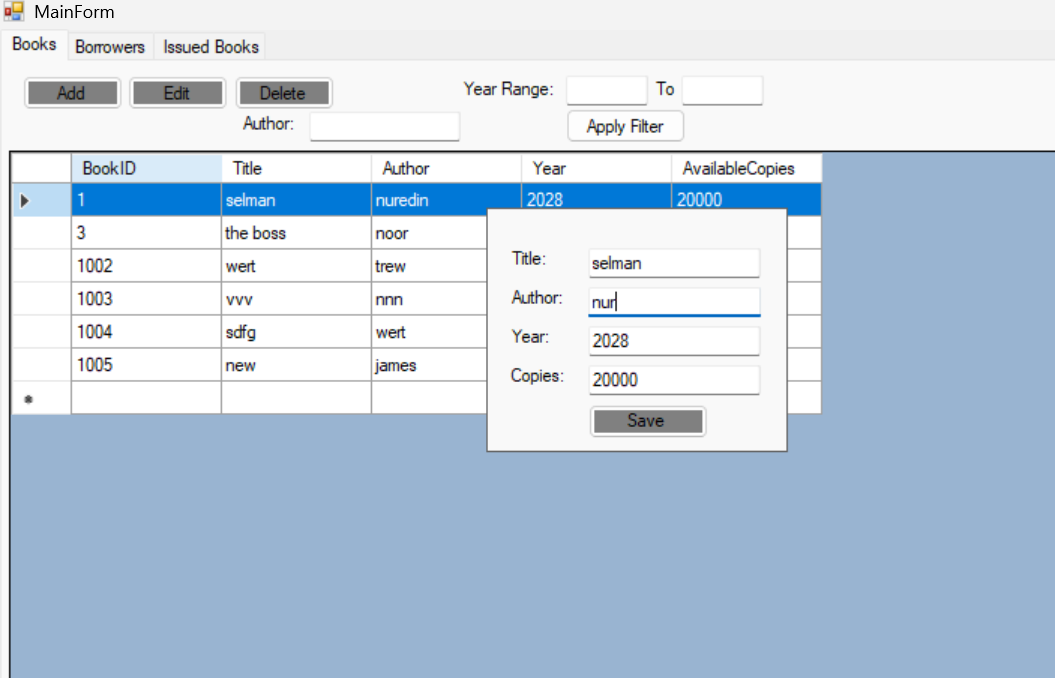 MainForm
Books Borrowers Issued Books
Add Edit Delete Year Range: To
Author: Apply Filter
BookID Title Author Year AvailableCopies
1 selman nuredin 2028 20000
3 the boss noor
1002 wert trew
1003 vvv nnn
1004 sdfg wert
1005 new james
Title: selman
Author: nur
Year: 2028
Copies: 20000
Save